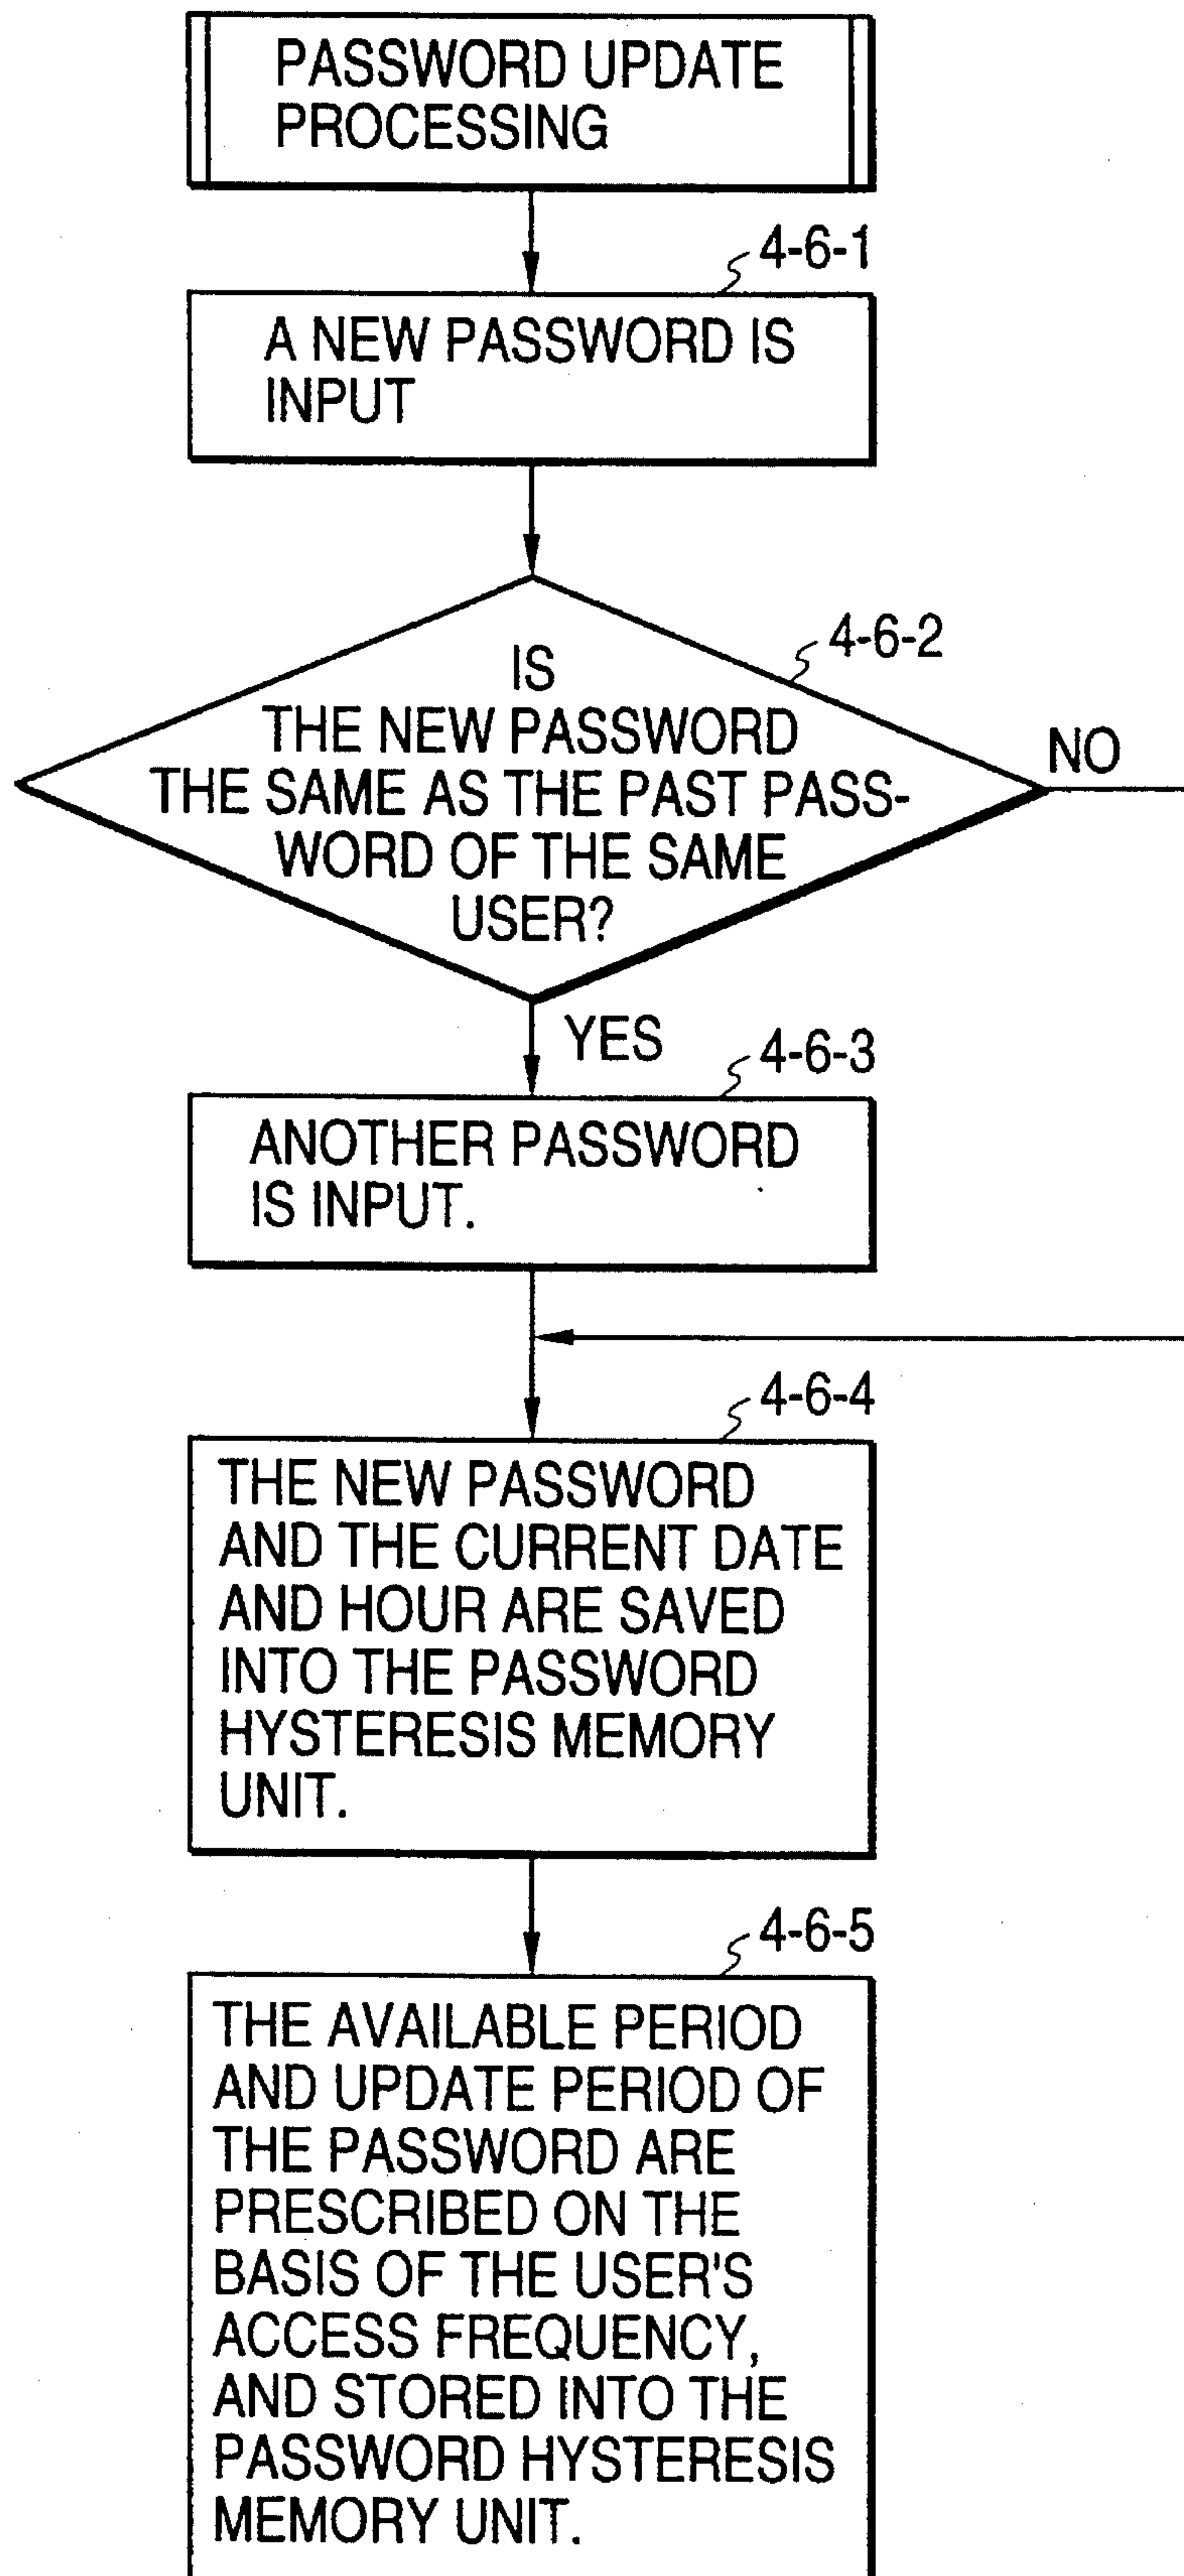 PASSWORD UPDATE
PROCESSING
4-6-1
A NEW PASSWORD IS
INPUT
4-6-2
IS
THE NEW PASSWORD
THE SAME AS THE PAST PASS-
WORD OF THE SAME
USER?
NO
YES
4-6-3
ANOTHER PASSWORD
IS INPUT.
4-6-4
THE NEW PASSWORD
AND THE CURRENT DATE
AND HOUR ARE SAVED
INTO THE PASSWORD
HYSTERESIS MEMORY
UNIT.
4-6-5
THE AVAILABLE PERIOD
AND UPDATE PERIOD OF
THE PASSWORD ARE
PRESCRIBED ON THE
BASIS OF THE USER'S
ACCESS FREQUENCY,
AND STORED INTO THE
PASSWORD HYSTERESIS
MEMORY UNIT.